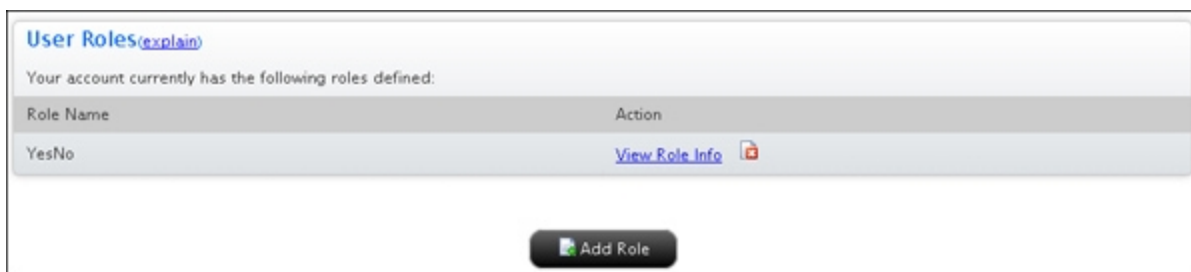 User Roles(explain)
Your account currently has the following roles defined:
Role Name Action
YesNo View Role Info
Add Role